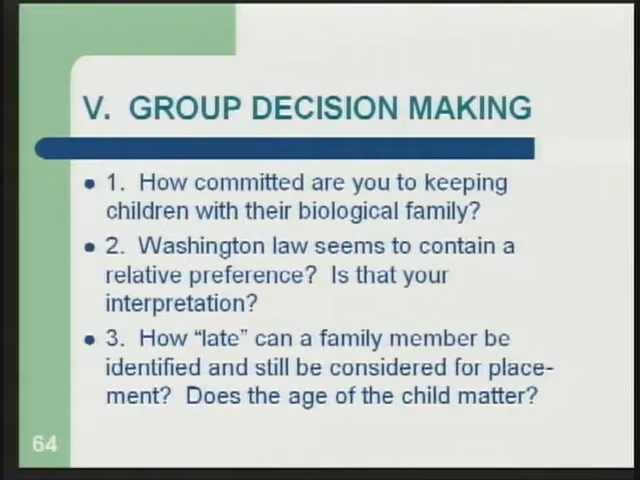 V. GROUP DECISION MAKING
• 1. How committed are you to keeping
children with their biological family?
• 2. Washington law seems to contain a
relative preference? Is that your
interpretation?
• 3. How “late” can a family member be
identified and still be considered for place-
ment? Does the age of the child matter?
64